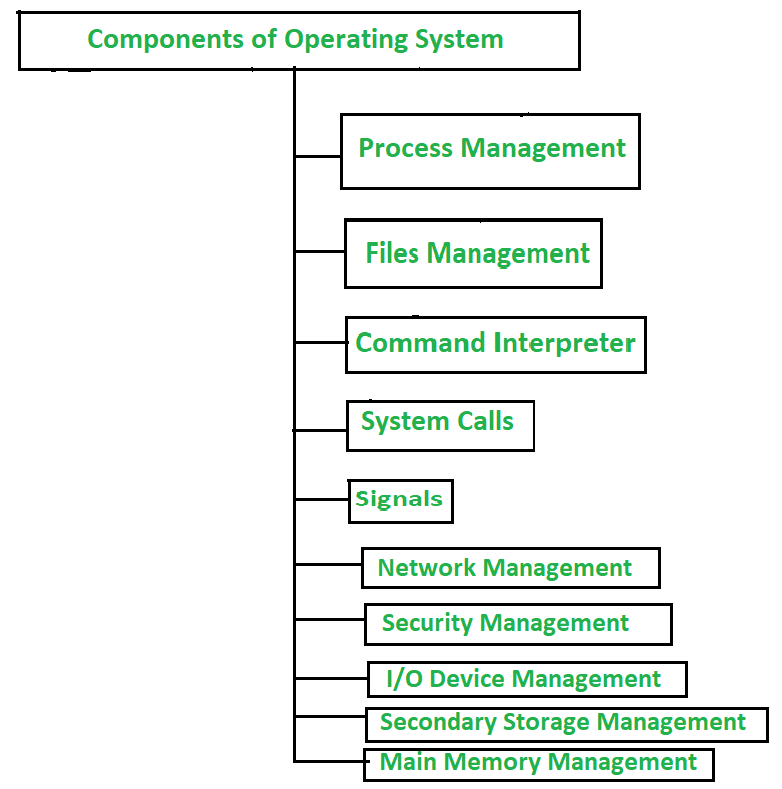 Components of Operating System
Process Management
Files Management
Command Interpreter
System Calls
Signals
Network Management
Security Management
I/O Device Management
Secondary Storage Management
Main Memory Management